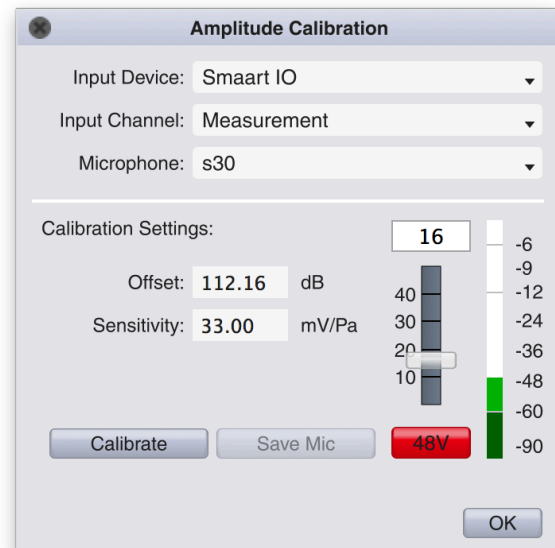 Amplitude Calibration
Input Device: Smaart IO
Input Channel: Measurement
Microphone: s30
Calibration Settings:
16
Offset: 112.16 dB
Sensitivity: 33.00 mV/Pa
40
30
20
10
-6
-9
-12
-24
-36
-48
-60
-90
Calibrate Save Mic 48V
OK